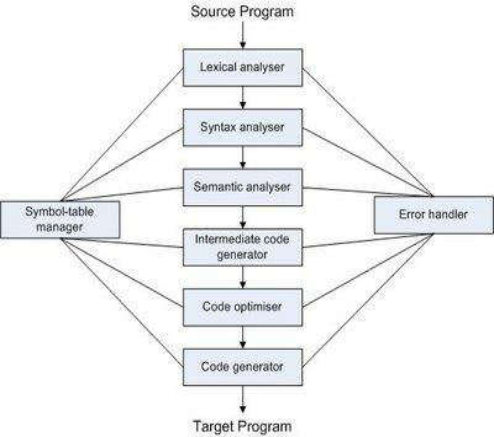 Source Program
Lexical analyser
Syntax analyser
Semantic analyser
Symbol-table
manager
Error handler
Intermediate code
generator
Code optimiser
Code generator
Target Program